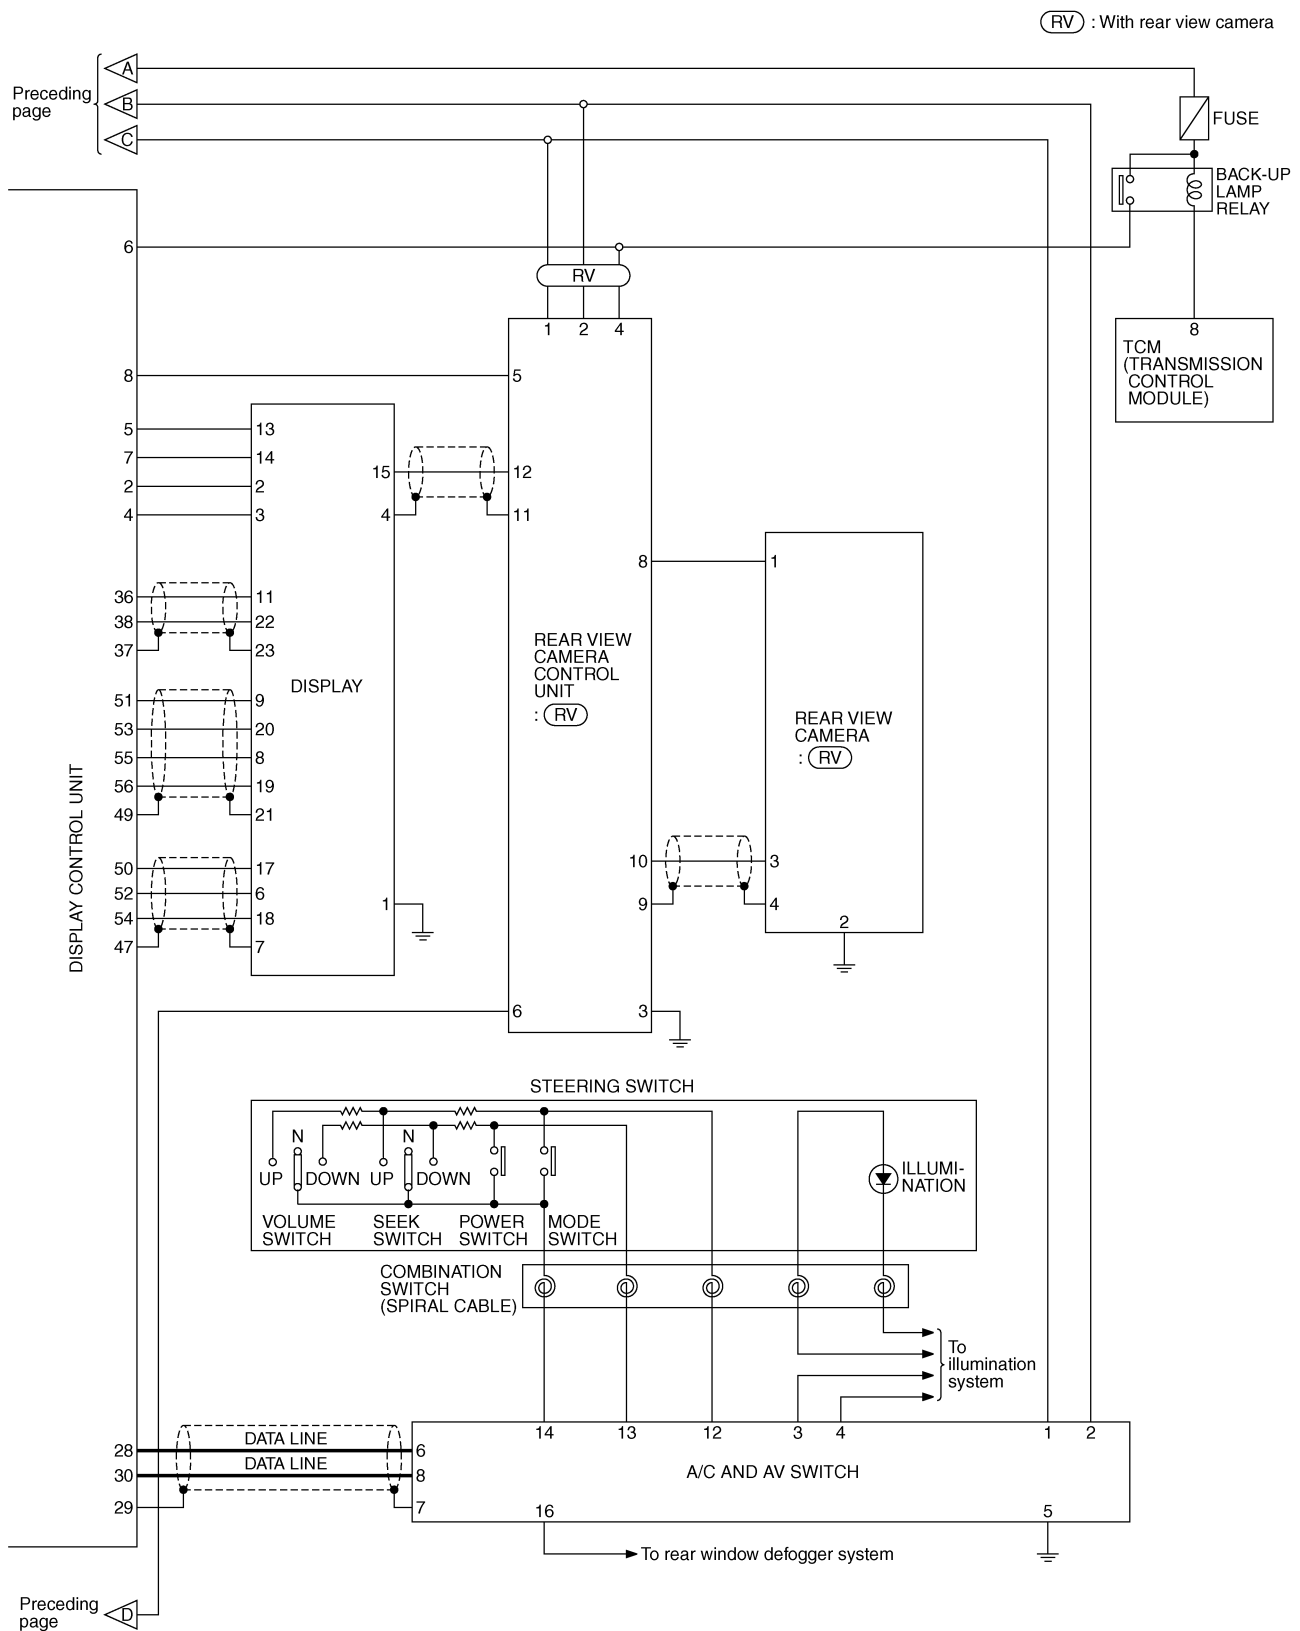 RV : With rear view camera
A
Preceding
page
B
C
FUSE
BACK-UP
LAMP
RELAY
6
RV
1 2 4
8
TCM
(TRANSMISSION
CONTROL
MODULE)
8 5
5 13
7 14
2 2
4 3
15 12
4 11
8 1
36 11
38 22
37 23
REAR VIEW
CAMERA
CONTROL
UNIT
: RV
DISPLAY
51 9
53 20
55 8
56 19
49 21
REAR VIEW
CAMERA
: RV
DISPLAY CONTROL UNIT
50 17
52 6
54 18
47 7
1
10 3
9 4
2
6 3
STEERING SWITCH
N N
UP DOWN UP DOWN
ILLUMI-
NATION
VOLUME
SWITCH
SEEK
SWITCH
POWER
SWITCH
MODE
SWITCH
COMBINATION
SWITCH
(SPIRAL CABLE)
To
illumination
system
14 13 12 3 4 1 2
28 DATA LINE 6
30 DATA LINE 8
29 7
A/C AND AV SWITCH
16 5
To rear window defogger system
Preceding
page
D